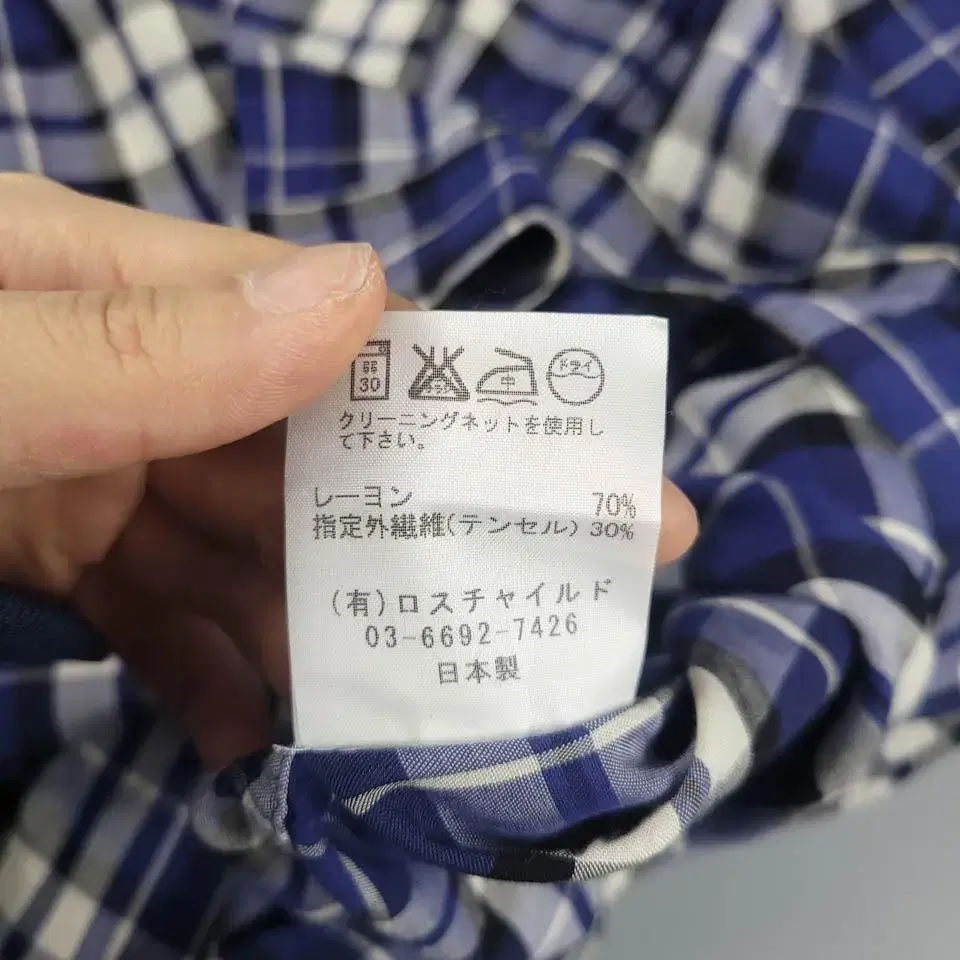 弱
30
中
ドライ
クリーニングネットを使用し
て下さい。
レーヨン 70%
指定外繊維(テンセル) 30%
(有)ロスチャイルド
03-6692-7426
日本製